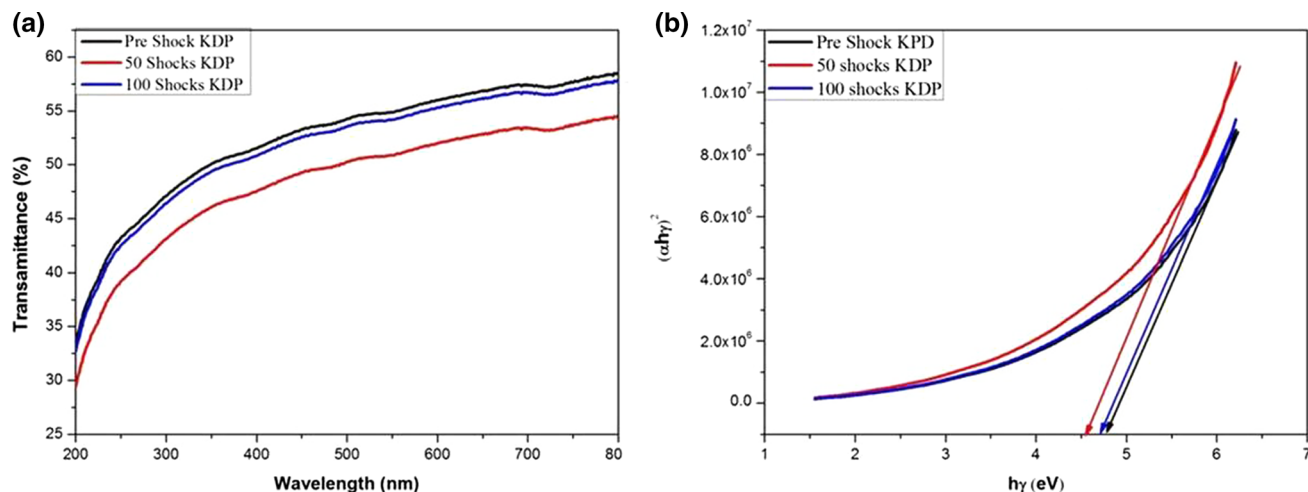 (a)
Pre Shock KDP
50 Shocks KDP
100 Shocks KDP
60
55
50
45
40
35
30
25
Transamittance (%)
200 300 400 500 600 700 80
Wavelength (nm)
(b)
Pre Shock KPD
50 shocks KDP
100 shocks KDP
1.2x10⁷
1.0x10⁷
8.0x10⁶
6.0x10⁶
4.0x10⁶
2.0x10⁶
0.0
(αhγ)²
1 2 3 4 5 6 7
hγ (eV)